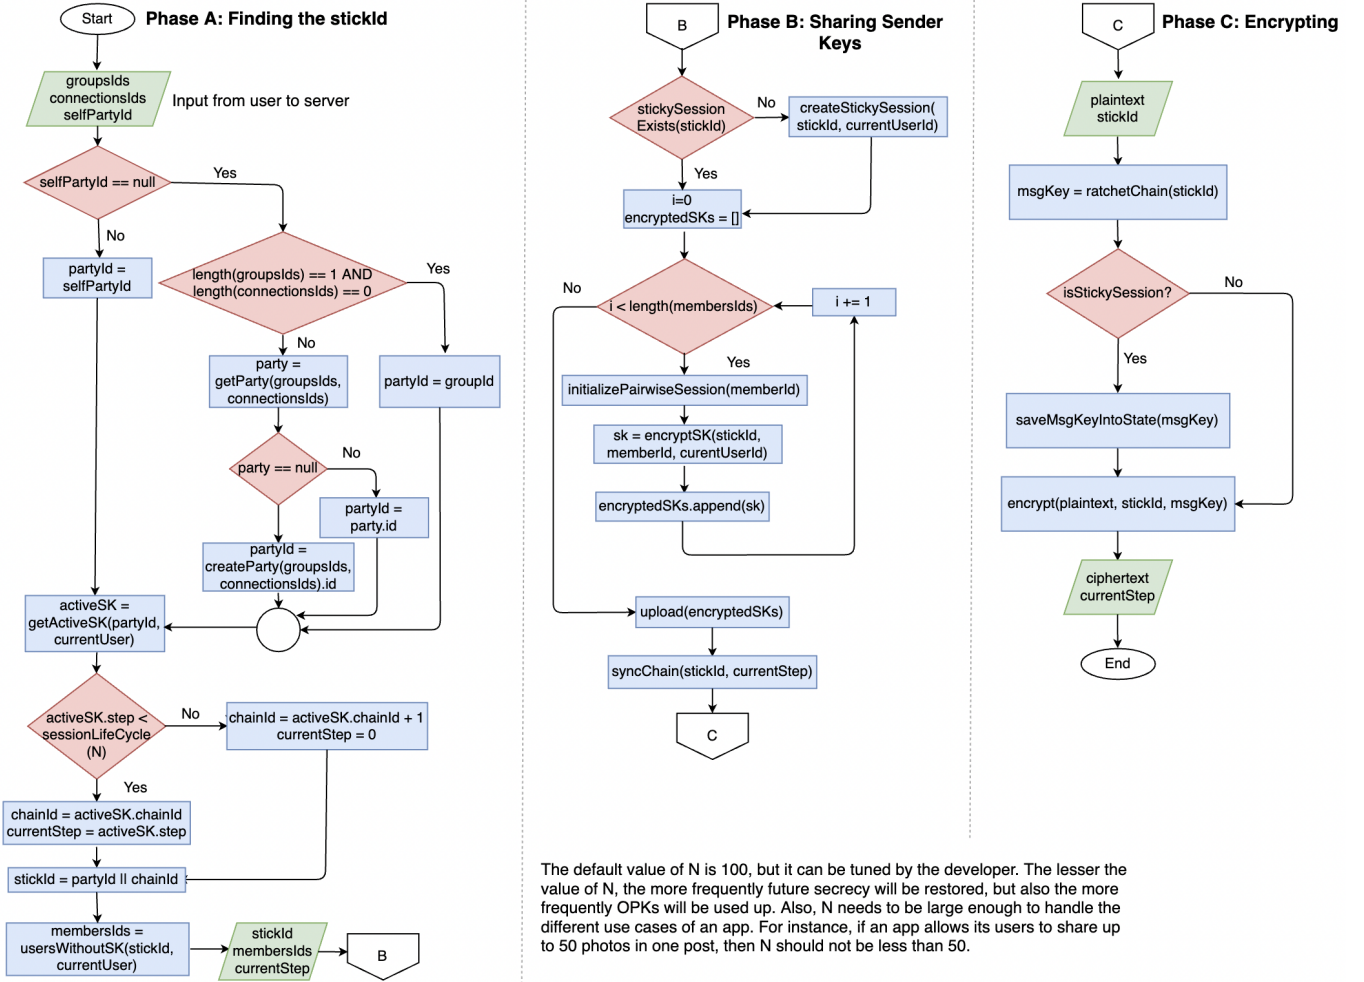 Start
Phase A: Finding the stickId
groupsIds
connectionsIds
selfPartyId
Input from user to server
selfPartyId == null
Yes
No
partyId =
selfPartyId
length(groupsIds) == 1 AND
length(connectionsIds) == 0
Yes
No
party =
getParty(groupsIds,
connectionsIds)
partyId = groupId
party == null
No
partyId =
party.id
partyId =
createParty(groupsIds,
connectionsIds).id
activeSK =
getActiveSK(partyId,
currentUser)
activeSK.step <
sessionLifeCycle
(N)
No
chainId = activeSK.chainId + 1
currentStep = 0
Yes
chainId = activeSK.chainId
currentStep = activeSK.step
stickId = partyId || chainId
membersIds =
usersWithoutSK(stickId,
currentUser)
stickId
membersIds
currentStep
B
B
Phase B: Sharing Sender
Keys
stickySession
Exists(stickId)
No
createStickySession(
stickId, currentUserId)
Yes
i=0
encryptedSKs = []
No
i < length(membersIds)
i += 1
Yes
initializePairwiseSession(memberId)
sk = encryptSK(stickId,
memberId, curentUserId)
encryptedSKs.append(sk)
upload(encryptedSKs)
syncChain(stickId, currentStep)
C
C
Phase C: Encrypting
plaintext
stickId
msgKey = ratchetChain(stickId)
isStickySession?
No
Yes
saveMsgKeyIntoState(msgKey)
encrypt(plaintext, stickId, msgKey)
ciphertext
currentStep
End
The default value of N is 100, but it can be tuned by the developer. The lesser the
value of N, the more frequently future secrecy will be restored, but also the more
frequently OPKs will be used up. Also, N needs to be large enough to handle the
different use cases of an app. For instance, if an app allows its users to share up
to 50 photos in one post, then N should not be less than 50.